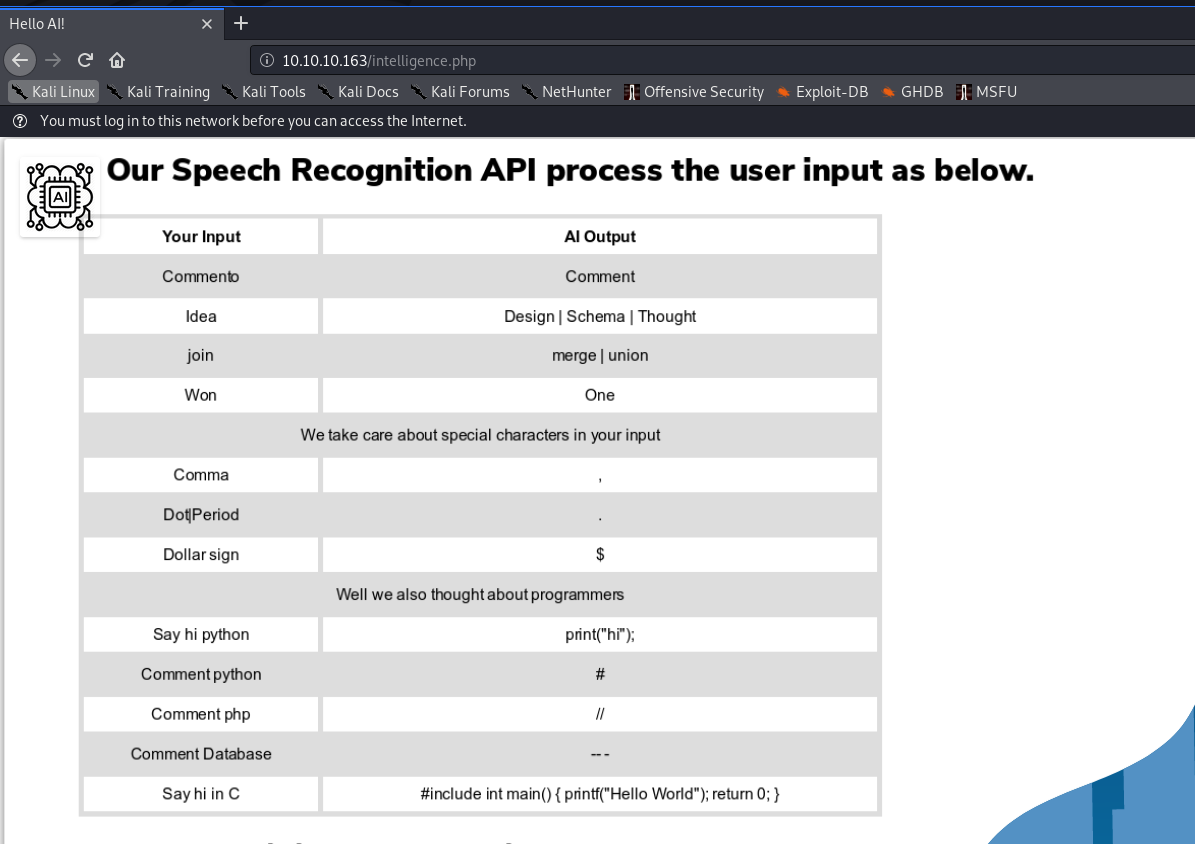 Hello AI!
10.10.10.163/intelligence.php
Kali Linux Kali Training Kali Tools Kali Docs Kali Forums NetHunter Offensive Security Exploit-DB GHDB MSFU
You must log in to this network before you can access the Internet.
AI
Our Speech Recognition API process the user input as below.
Your Input AI Output
Commento Comment
Idea Design | Schema | Thought
join merge | union
Won One
We take care about special characters in your input
Comma ,
Dot|Period .
Dollar sign $
Well we also thought about programmers
Say hi python print("hi");
Comment python #
Comment php //
Comment Database -- -
Say hi in C #include int main() { printf("Hello World"); return 0; }